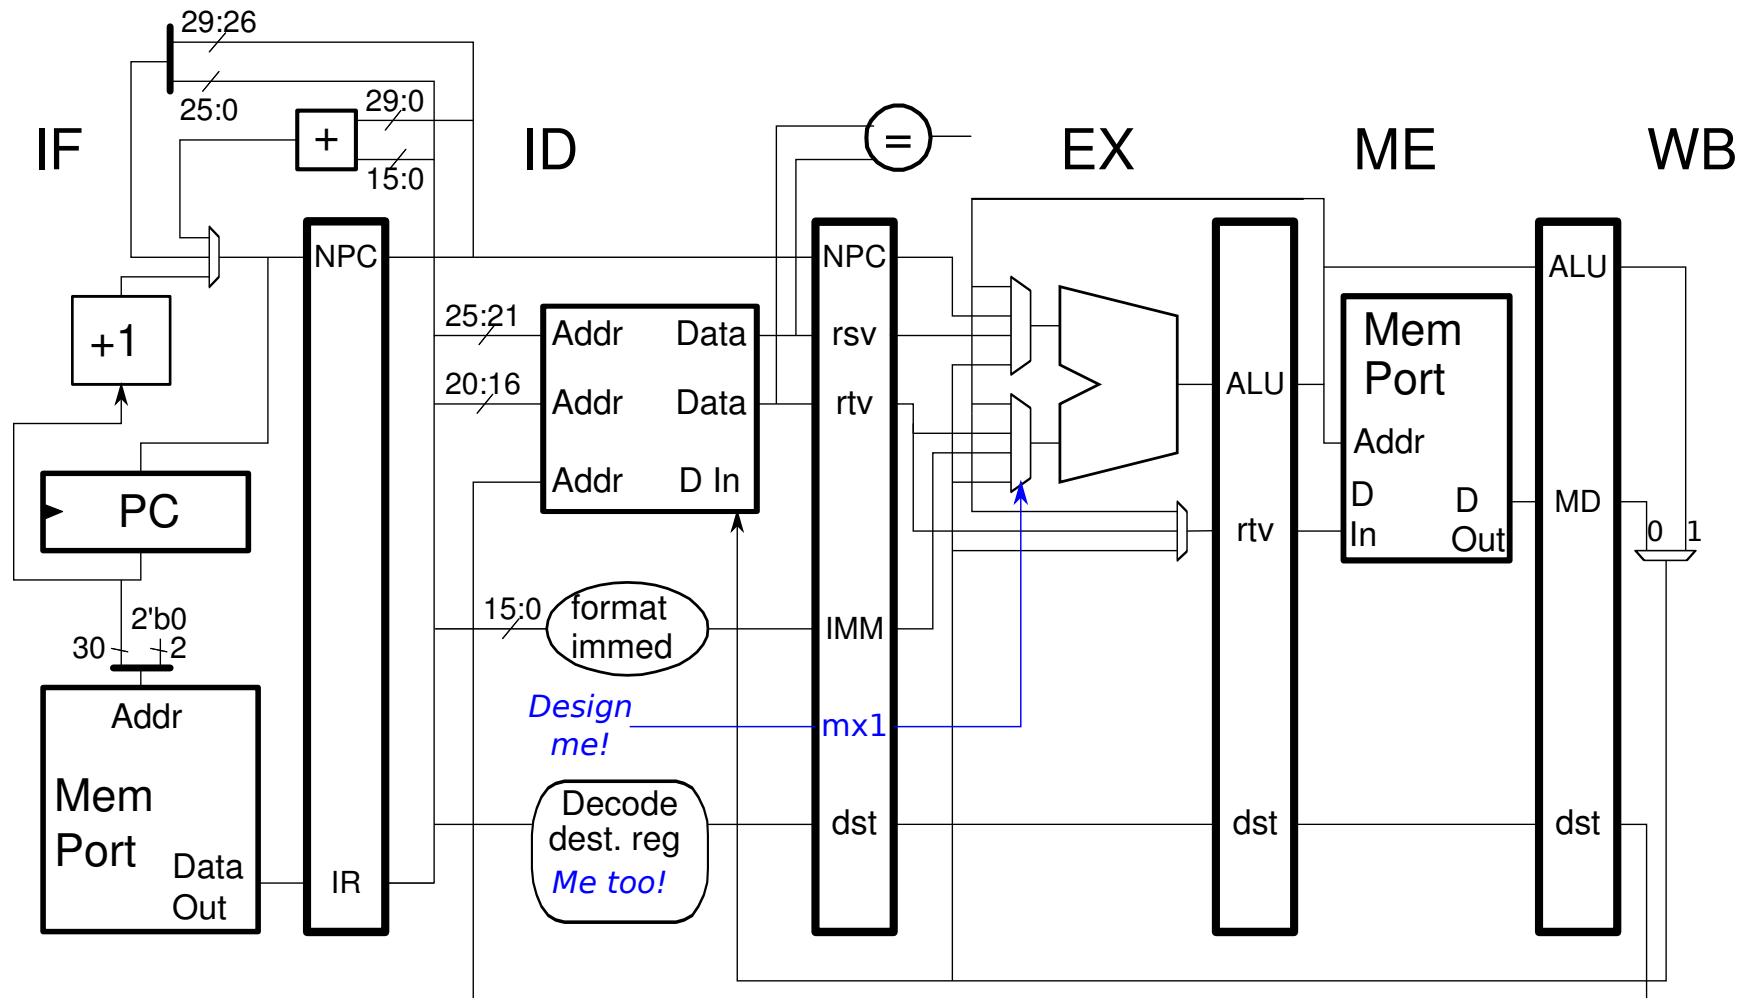 29:26
25:0
29:0
+
15:0
=
IF
ID
EX
ME
WB
NPC
NPC
ALU
+1
25:21
Addr
Data
rsv
Mem
Port
20:16
Addr
Data
rtv
ALU
Addr
Addr
D In
D
In
D
Out
MD
0
1
PC
rtv
2'b0
30
2
15:0
format
immed
IMM
Addr
Design
me!
mx1
Mem
Port
Decode
dest. reg
Me too!
dst
dst
dst
Data
Out
IR